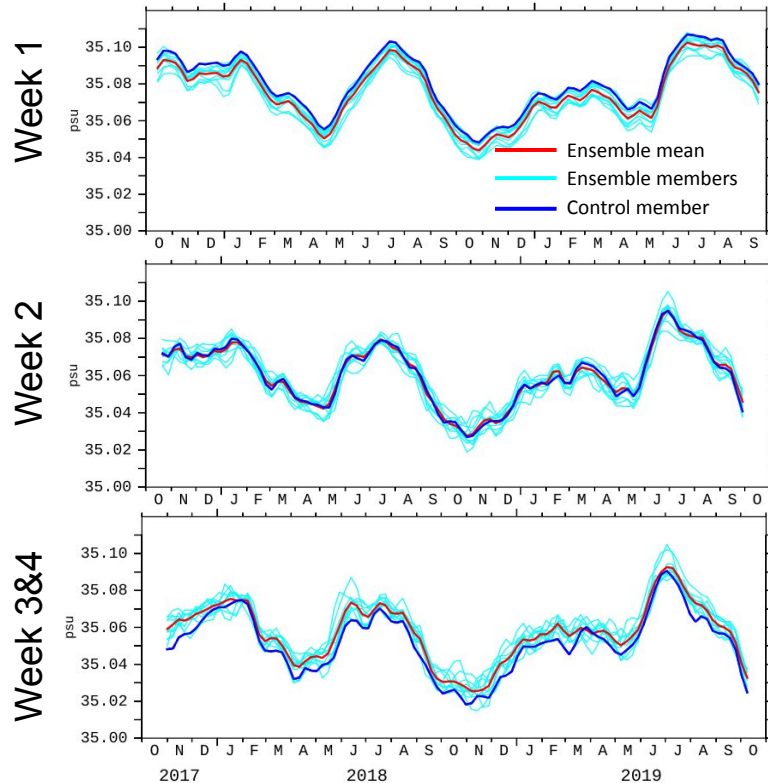 Week 1
psu
35.10
35.08
35.06
35.04
35.02
35.00
Ensemble mean
Ensemble members
Control member
O N D J F M A M J J A S O N D J F M A M J J A S
Week 2
psu
35.10
35.08
35.06
35.04
35.02
35.00
O N D J F M A M J J A S O N D J F M A M J J A S O
Week 3&4
psu
35.10
35.08
35.06
35.04
35.02
35.00
O N D J F M A M J J A S O N D J F M A M J J A S O
2017 2018 2019